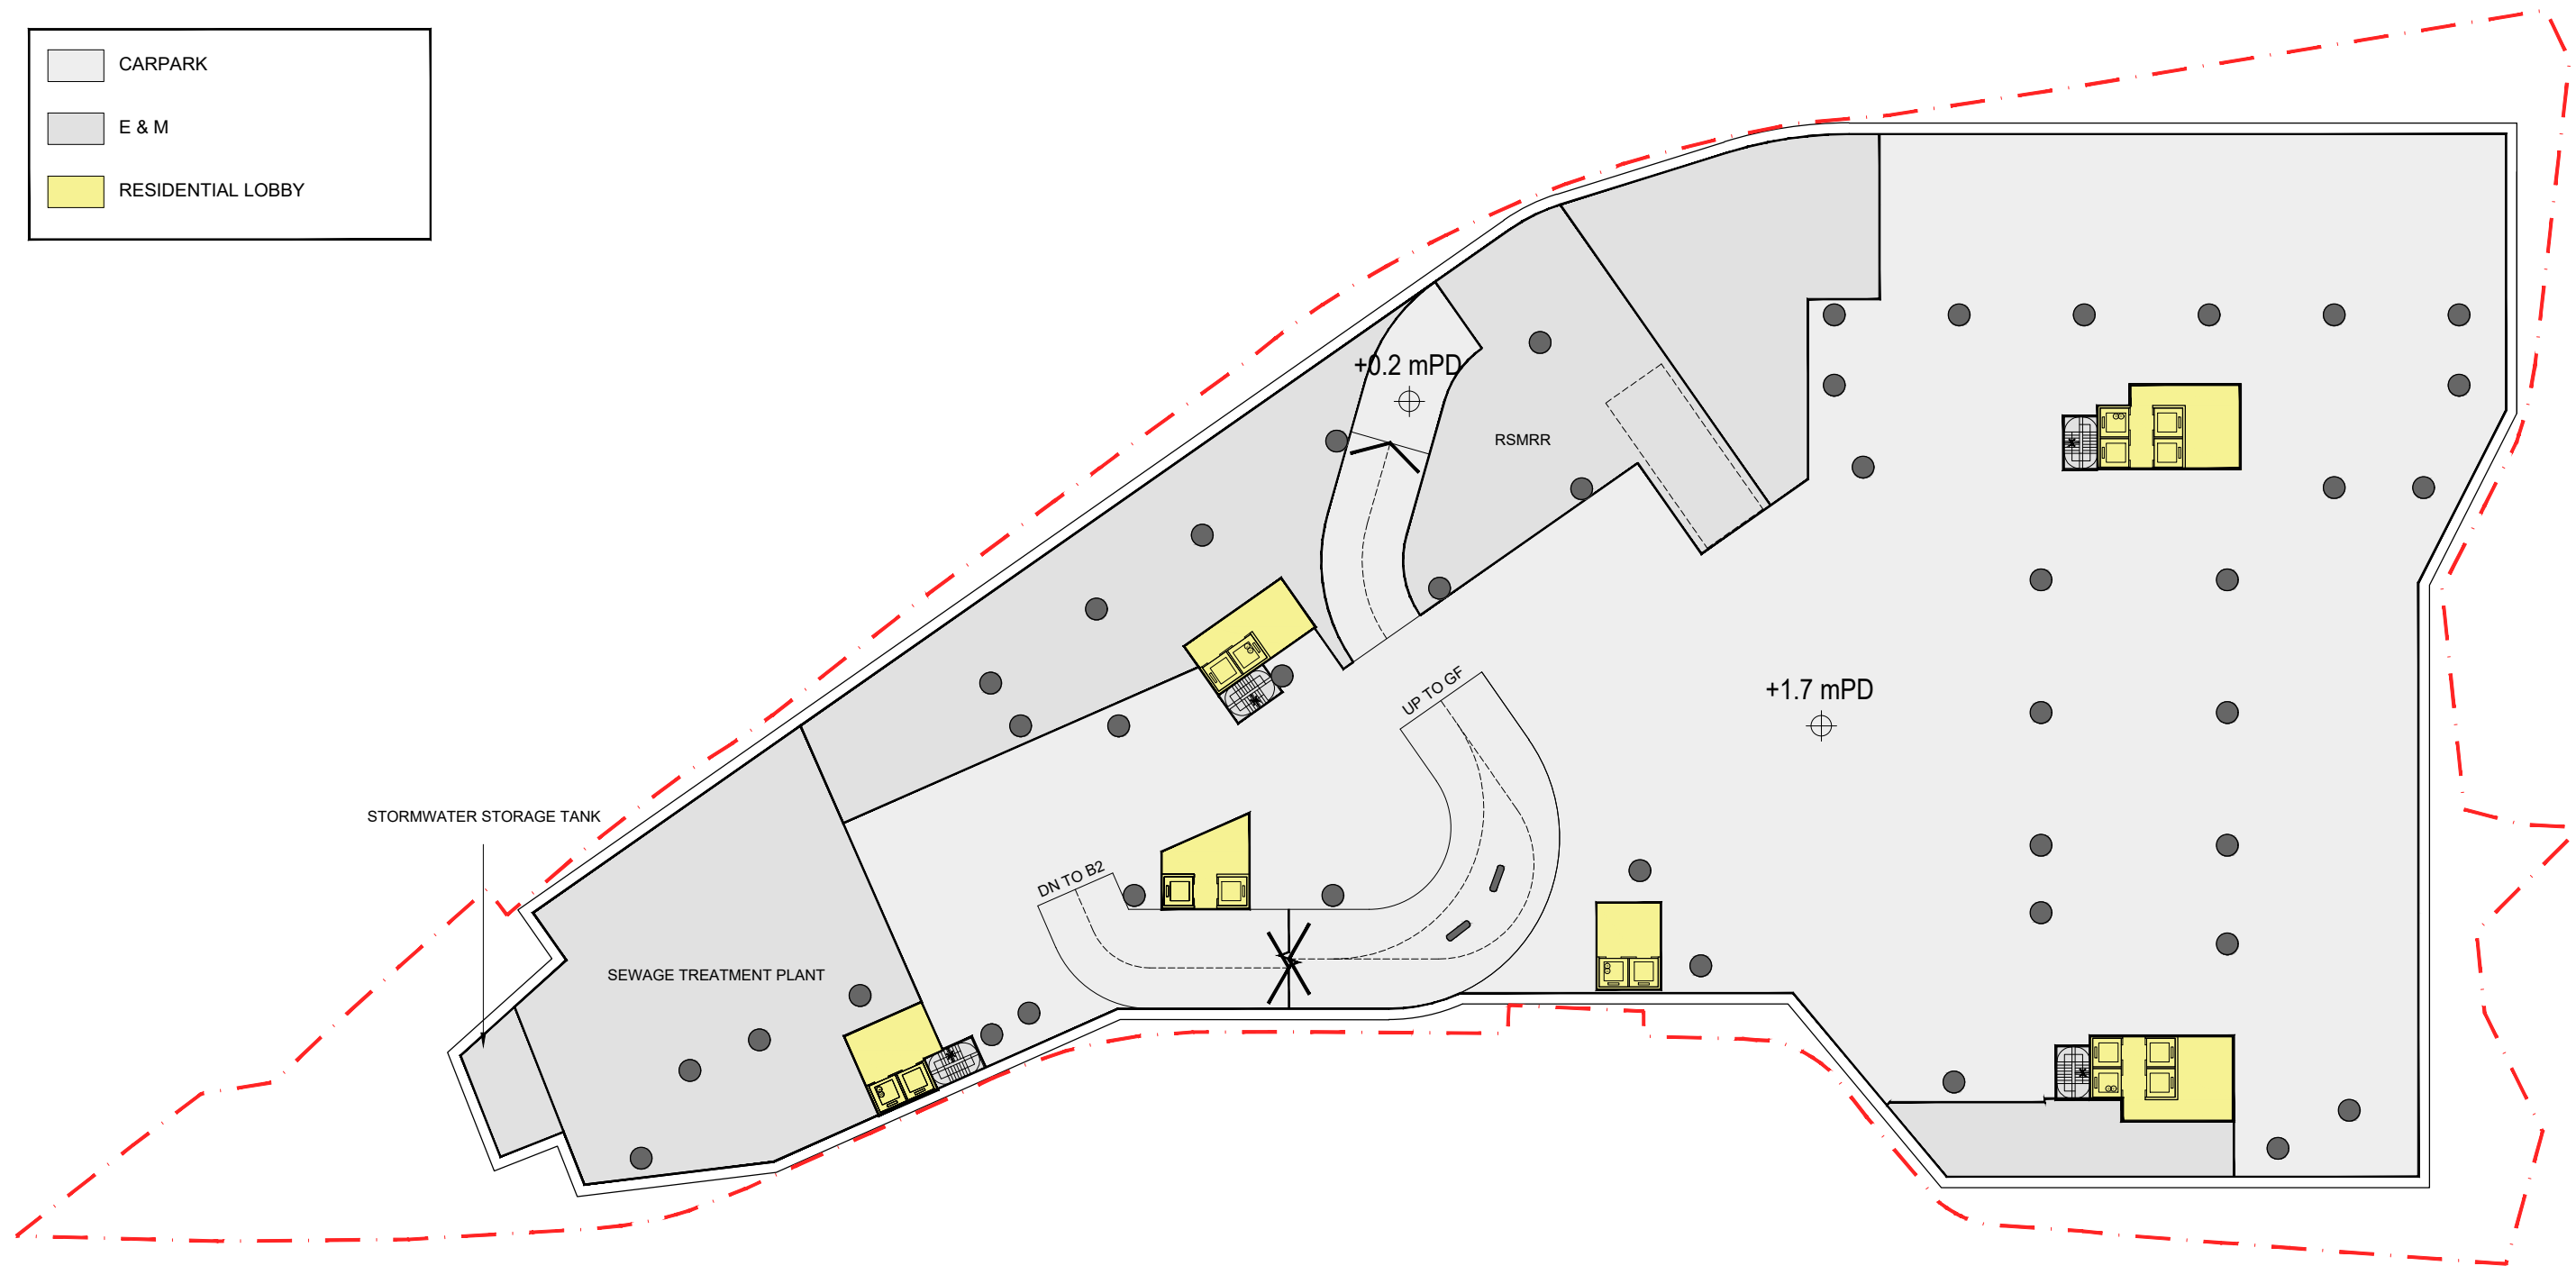 CARPARK
E & M
RESIDENTIAL LOBBY
+0.2 mPD
RSMRR
UP TO GF
+1.7 mPD
STORMWATER STORAGE TANK
DN TO B2
SEWAGE TREATMENT PLANT